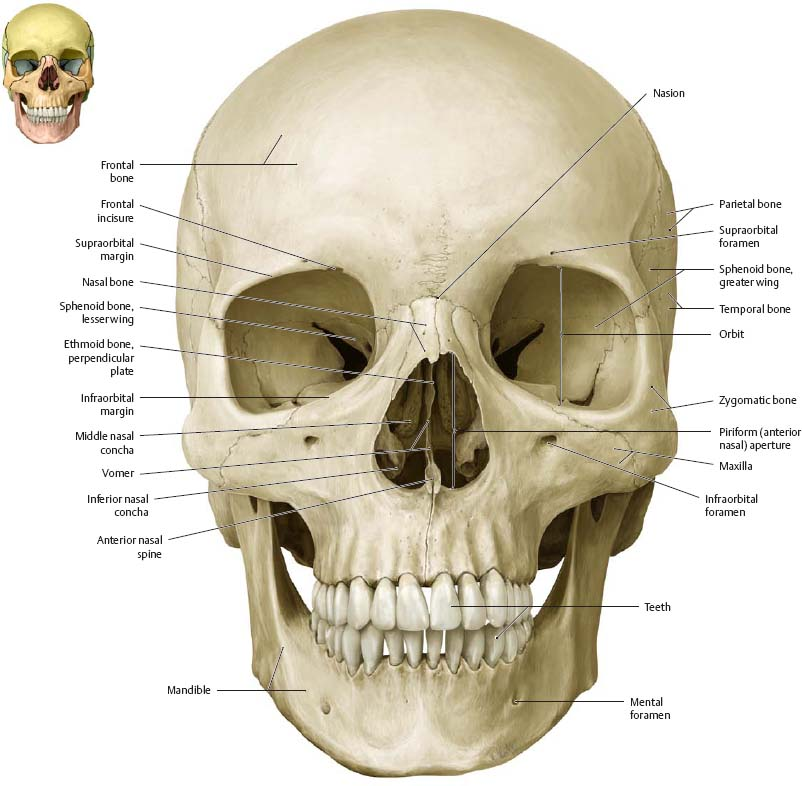 Nasion
Frontal
bone
Frontal
incisure
Supraorbital
margin
Nasal bone
Sphenoid bone,
lesser wing
Ethmoid bone,
perpendicular
plate
Infraorbital
margin
Middle nasal
concha
Vomer
Inferior nasal
concha
Anterior nasal
spine
Mandible
Parietal bone
Supraorbital
foramen
Sphenoid bone,
greater wing
Temporal bone
Orbit
Zygomatic bone
Piriform (anterior
nasal) aperture
Maxilla
Infraorbital
foramen
Teeth
Mental
foramen